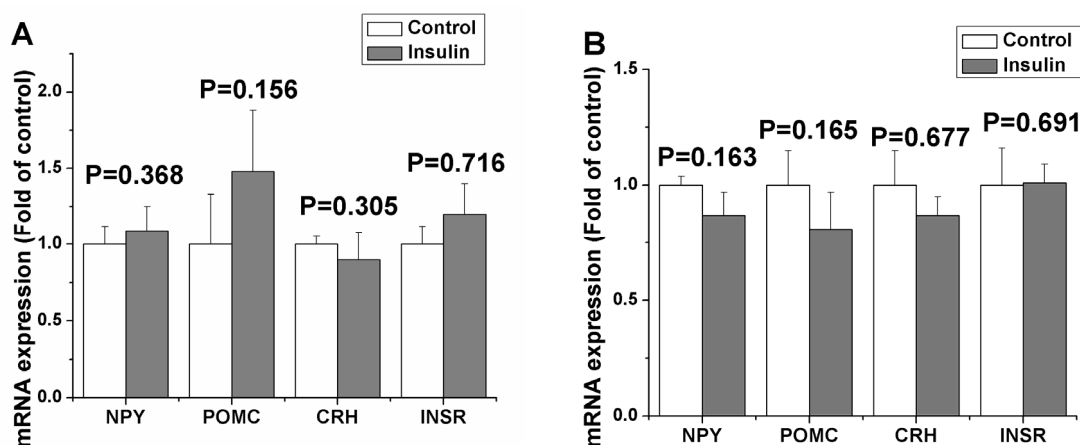 A
Control
Insulin
mRNA expression (Fold of control)
2.0
1.5
1.0
0.5
0.0
P=0.368
P=0.156
P=0.305
P=0.716
NPY
POMC
CRH
INSR
B
Control
Insulin
mRNA expression (Fold of control)
1.5
1.0
0.5
0.0
P=0.163
P=0.165
P=0.677
P=0.691
NPY
POMC
CRH
INSR